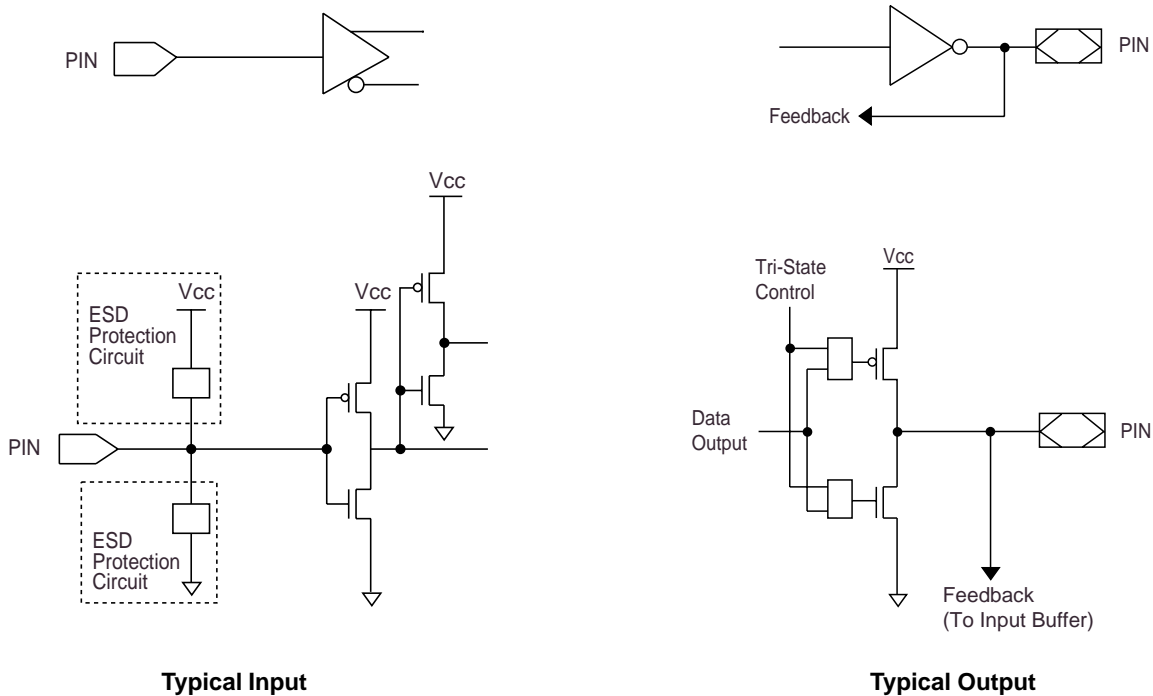 PIN
PIN
Feedback
Vcc
ESD
Protection
Circuit
Vcc
Vcc
PIN
ESD
Protection
Circuit
Tri-State
Control
Vcc
Data
Output
PIN
Feedback
(To Input Buffer)
Typical Input
Typical Output